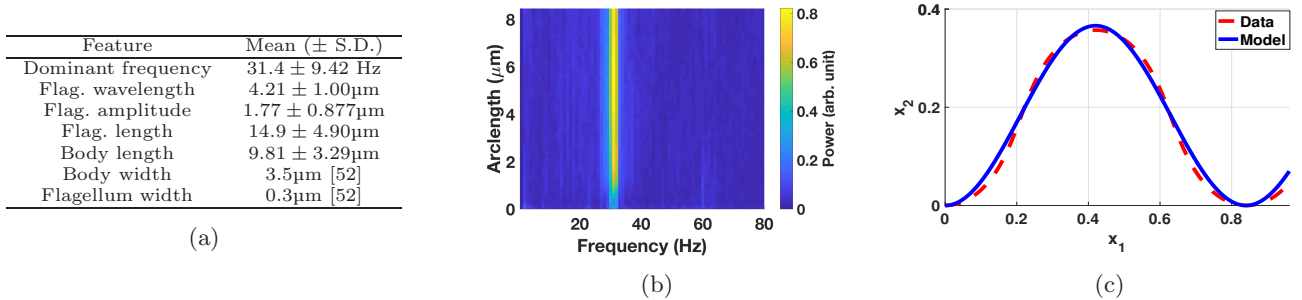 Feature Mean (± S.D.)
Dominant frequency 31.4 ± 9.42 Hz
Flag. wavelength 4.21 ± 1.00µm
Flag. amplitude 1.77 ± 0.877µm
Flag. length 14.9 ± 4.90µm
Body length 9.81 ± 3.29µm
Body width 3.5µm [52]
Flagellum width 0.3µm [52]
(a)
Arclength (μm)
8
6
4
2
0
20 40 60 80
Frequency (Hz)
0.8
0.6
0.4
0.2
0
Power (arb. unit)
(b)
x_2
0.4
0.2
0
0 0.2 0.4 0.6 0.8
x_1
Data
Model
(c)